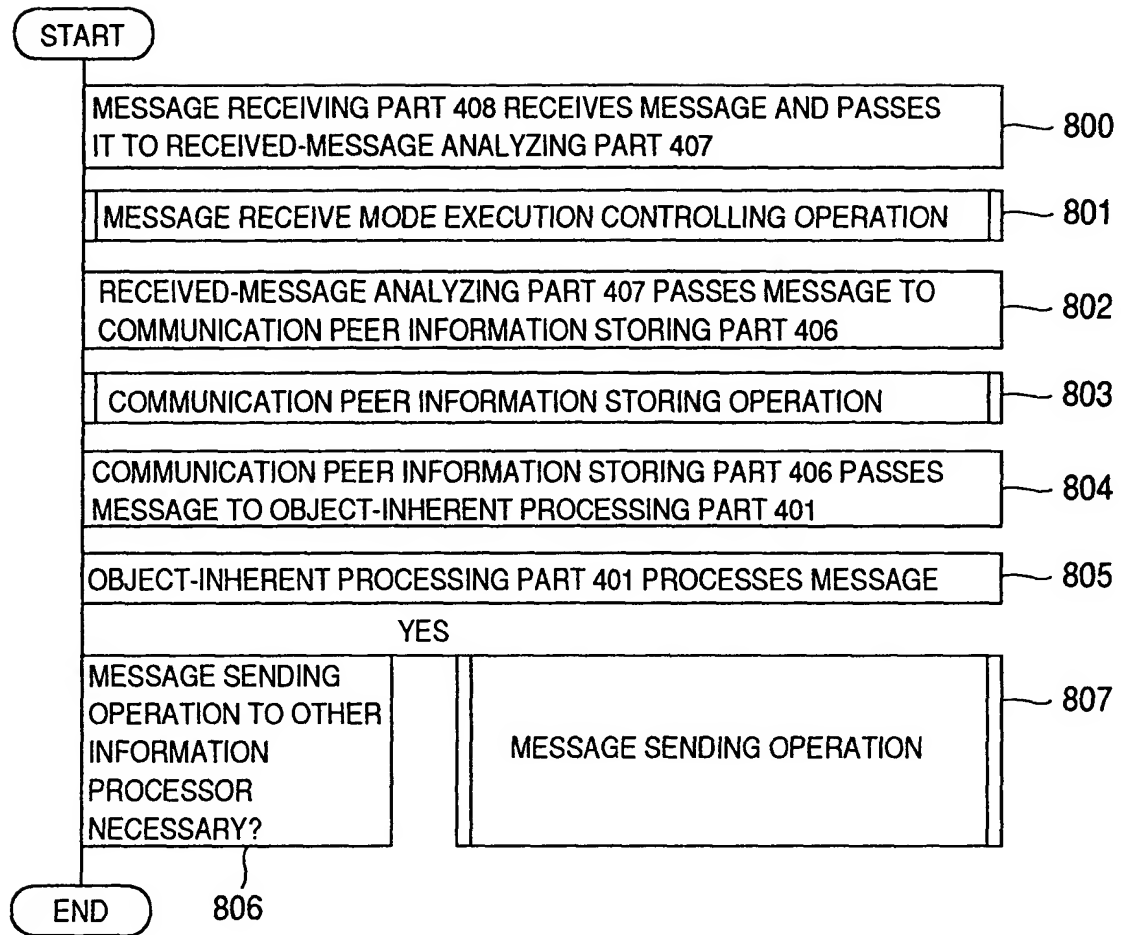 START
MESSAGE RECEIVING PART 408 RECEIVES MESSAGE AND PASSES
IT TO RECEIVED-MESSAGE ANALYZING PART 407
800
MESSAGE RECEIVE MODE EXECUTION CONTROLLING OPERATION
801
RECEIVED-MESSAGE ANALYZING PART 407 PASSES MESSAGE TO
COMMUNICATION PEER INFORMATION STORING PART 406
802
COMMUNICATION PEER INFORMATION STORING OPERATION
803
COMMUNICATION PEER INFORMATION STORING PART 406 PASSES
MESSAGE TO OBJECT-INHERENT PROCESSING PART 401
804
OBJECT-INHERENT PROCESSING PART 401 PROCESSES MESSAGE
805
YES
MESSAGE SENDING
OPERATION TO OTHER
INFORMATION
PROCESSOR
NECESSARY?
806
MESSAGE SENDING OPERATION
807
END